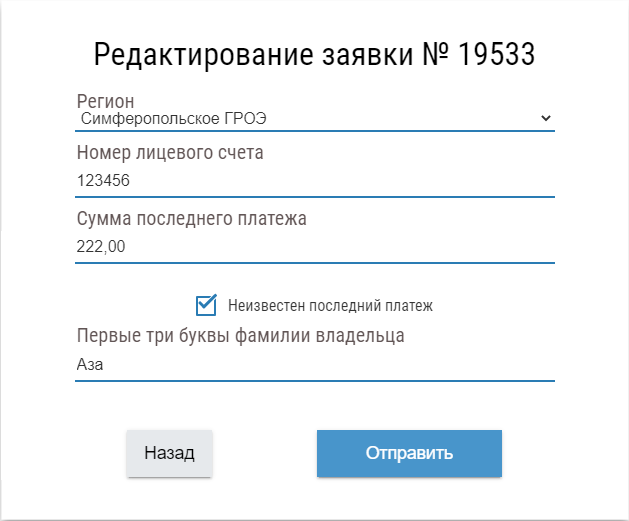 Редактирование заявки № 19533
Регион
Симферопольское ГРОЭ
Номер лицевого счета
123456
Сумма последнего платежа
222,00
Неизвестен последний платеж
Первые три буквы фамилии владельца
Аза
Назад
Отправить